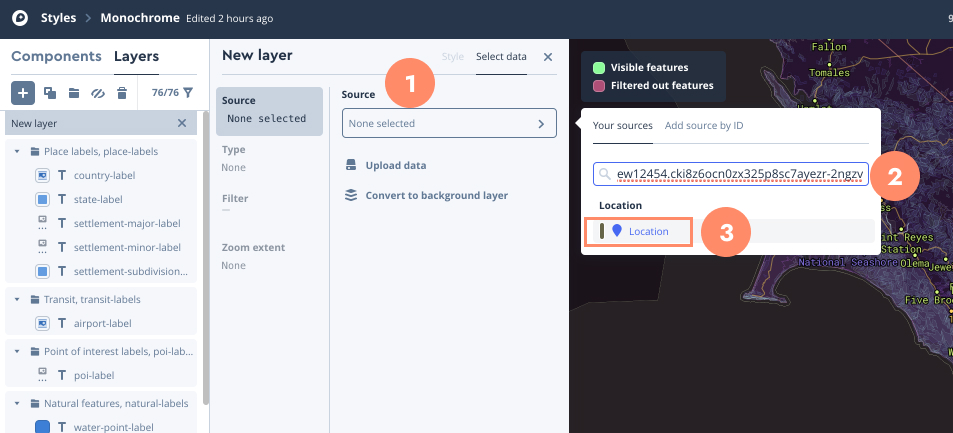 Styles > Monochrome Edited 2 hours ago
9
Components Layers
76/76
New layer
Place labels, place-labels
country-label
state-label
settlement-major-label
settlement-minor-label
settlement-subdivision...
Transit, transit-labels
airport-label
Point of interest labels, poi-lab...
poi-label
Natural features, natural-labels
water-point-label
New layer
Style Select data
1
Source
None selected
Type
None
Filter
—
Zoom extent
None
Source
None selected
Upload data
Convert to background layer
Visible features
Filtered out features
Your sources Add source by ID
ew12454.cki8z6ocn0zx325p8sc7ayezr-2ngzv
2
Location
Location
3
Fallon
Tomales
Station
National Seashore
Olema
Five Bro